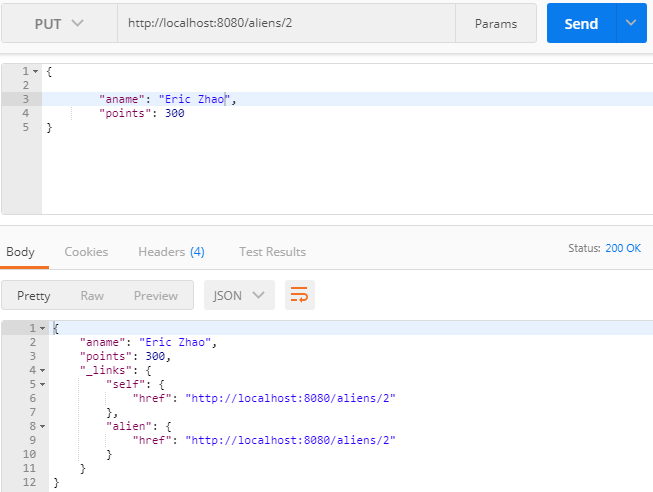 PUT http://localhost:8080/aliens/2 Params Send
1 {
2
3 "aname": "Eric Zhao",
4 "points": 300
5 }
Body Cookies Headers (4) Test Results Status: 200 OK
Pretty Raw Preview JSON
1 {
2 "aname": "Eric Zhao",
3 "points": 300,
4 "_links": {
5 "self": {
6 "href": "http://localhost:8080/aliens/2"
7 },
8 "alien": {
9 "href": "http://localhost:8080/aliens/2"
10 }
11 }
12 }